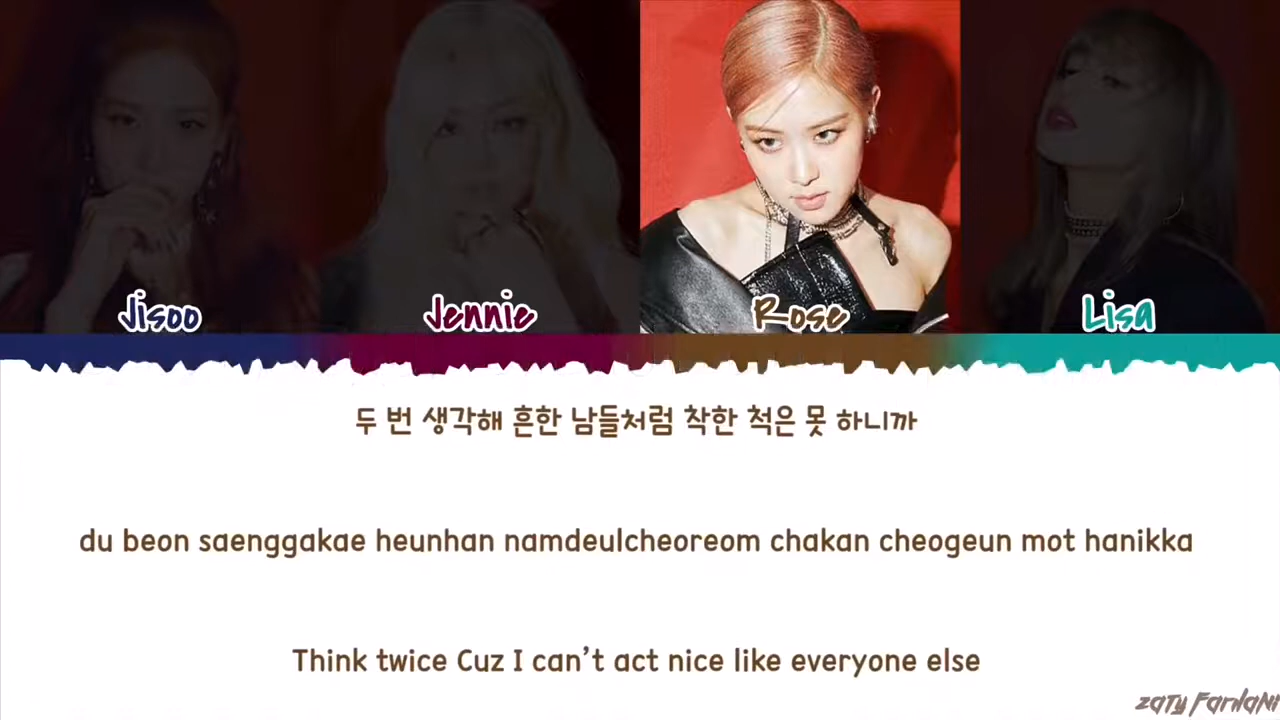 Jisoo Jennie Rose Lisa
두 번 생각해 흔한 남들처럼 착한 척은 못 하니까
du beon saenggakae heunhan namdeulcheoreom chakan cheogeun mot hanikka
Think twice Cuz I can't act nice like everyone else
zaty Farilani